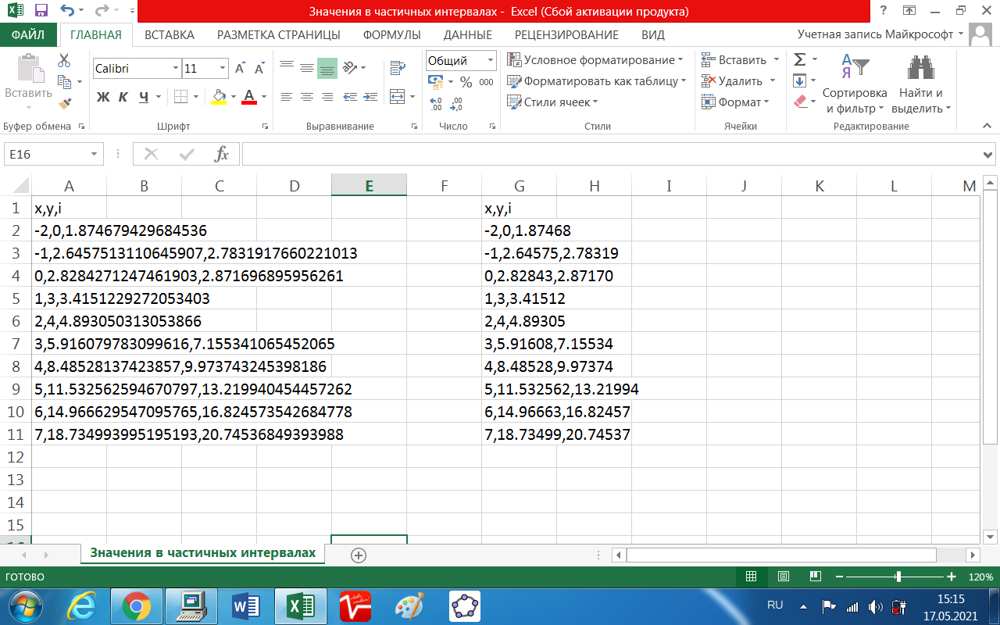 Значения в частичных интервалах - Excel (Сбой активации продукта)
ФАЙЛ ГЛАВНАЯ ВСТАВКА РАЗМЕТКА СТРАНИЦЫ ФОРМУЛЫ ДАННЫЕ РЕЦЕНЗИРОВАНИЕ ВИД Учетная запись Майкрософт
Вставить
Буфер обмена
Calibri 11
Ж К Ч А
Шрифт
Выравнивание
Общий
% 000
Число
Условное форматирование
Форматировать как таблицу
Стили ячеек
Стили
Вставить
Удалить
Формат
Ячейки
Сортировка и фильтр
Найти и выделить
Редактирование
E16
A B C D E F G H I J K L M
1 x,y,i x,y,i
2 -2,0,1.874679429684536 -2,0,1.87468
3 -1,2.6457513110645907,2.7831917660221013 -1,2.64575,2.78319
4 0,2.8284271247461903,2.871696895956261 0,2.82843,2.87170
5 1,3,3.4151229272053403 1,3,3.41512
6 2,4,4.893050313053866 2,4,4.89305
7 3,5.916079783099616,7.155341065452065 3,5.91608,7.15534
8 4,8.48528137423857,9.973743245398186 4,8.48528,9.97374
9 5,11.532562594670797,13.219940454457262 5,11.532562,13.21994
10 6,14.966629547095765,16.824573542684778 6,14.96663,16.82457
11 7,18.734993995195193,20.74536849393988 7,18.73499,20.74537
12
13
14
15
Значения в частичных интервалах
ГОТОВО 120%
RU 15:15
17.05.2021